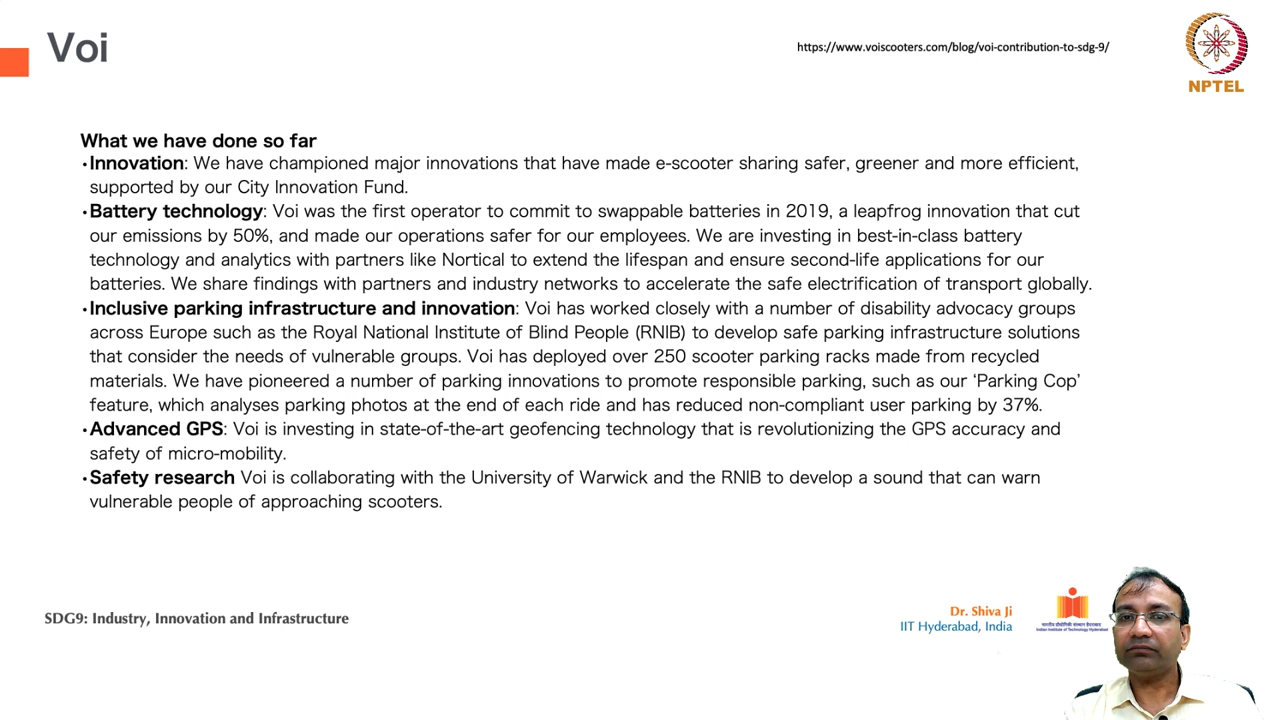 Voi
https://www.voiscooters.com/blog/voi-contribution-to-sdg-9/
NPTEL
What we have done so far
•Innovation: We have championed major innovations that have made e-scooter sharing safer, greener and more efficient,
supported by our City Innovation Fund.
•Battery technology: Voi was the first operator to commit to swappable batteries in 2019, a leapfrog innovation that cut
our emissions by 50%, and made our operations safer for our employees. We are investing in best-in-class battery
technology and analytics with partners like Nortical to extend the lifespan and ensure second-life applications for our
batteries. We share findings with partners and industry networks to accelerate the safe electrification of transport globally.
•Inclusive parking infrastructure and innovation: Voi has worked closely with a number of disability advocacy groups
across Europe such as the Royal National Institute of Blind People (RNIB) to develop safe parking infrastructure solutions
that consider the needs of vulnerable groups. Voi has deployed over 250 scooter parking racks made from recycled
materials. We have pioneered a number of parking innovations to promote responsible parking, such as our ‘Parking Cop’
feature, which analyses parking photos at the end of each ride and has reduced non-compliant user parking by 37%.
•Advanced GPS: Voi is investing in state-of-the-art geofencing technology that is revolutionizing the GPS accuracy and
safety of micro-mobility.
•Safety research Voi is collaborating with the University of Warwick and the RNIB to develop a sound that can warn
vulnerable people of approaching scooters.
SDG9: Industry, Innovation and Infrastructure
Dr. Shiva Ji
IIT Hyderabad, India
Indian Institute of Technology Hyderabad